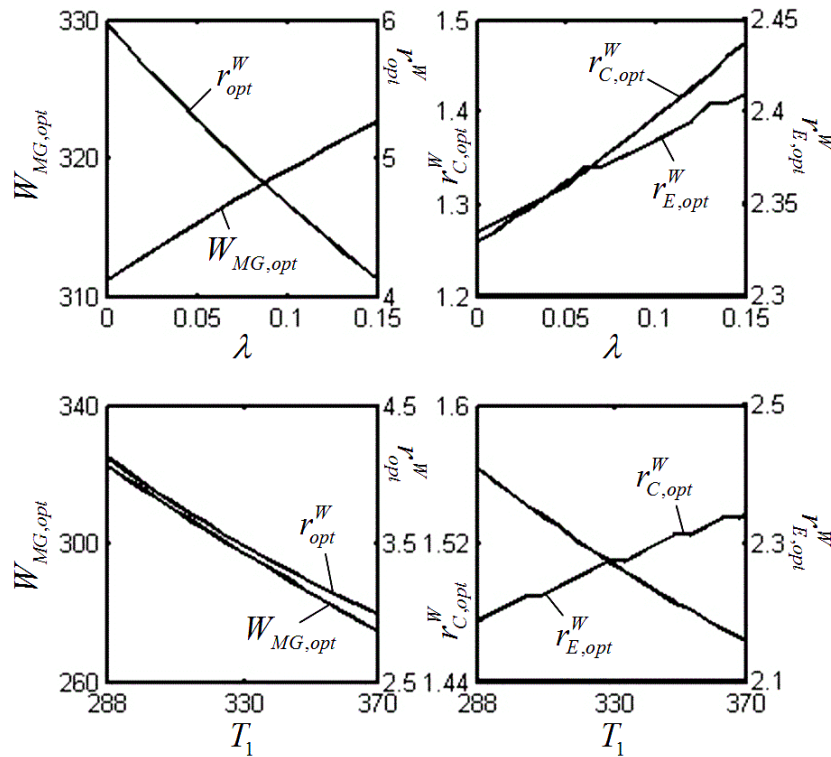 330 6 1.5 2.45
r^W_opt
r^W_C,opt
W_MG,opt r^W_opt r^W_C,opt r^W_E,opt
1.4 2.4
320 5
r^W_E,opt
1.3 2.35
W_MG,opt
310 4 1.2 2.3
0 0.05 0.1 0.15 0 0.05 0.1 0.15
λ λ
340 4.5 1.6 2.5
W_MG,opt r^W_opt r^W_C,opt r^W_E,opt
r^W_C,opt
r^W_opt
300 3.5 1.52 2.3
W_MG,opt r^W_E,opt
260 2.5 1.44 2.1
288 330 370 288 330 370
T_1 T_1